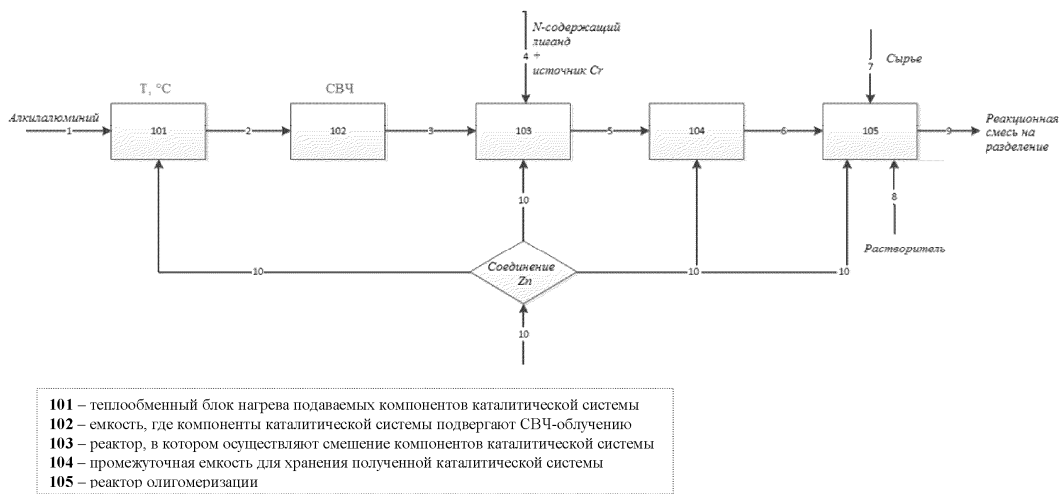 N-содержащий
лиганд
4
+
источник Cr
7
Сырье
T, °C
СВЧ
Алкилалюминий
1
101
2
102
3
103
5
104
6
105
9
Реакционная
смесь на
разделение
10
8
Растворитель
10
Соединение
Zn
10
10
10
101 – теплообменный блок нагрева подаваемых компонентов каталитической системы
102 – емкость, где компоненты каталитической системы подвергают СВЧ-облучению
103 – реактор, в котором осуществляют смешение компонентов каталитической системы
104 – промежуточная емкость для хранения полученной каталитической системы
105 – реактор олигомеризации